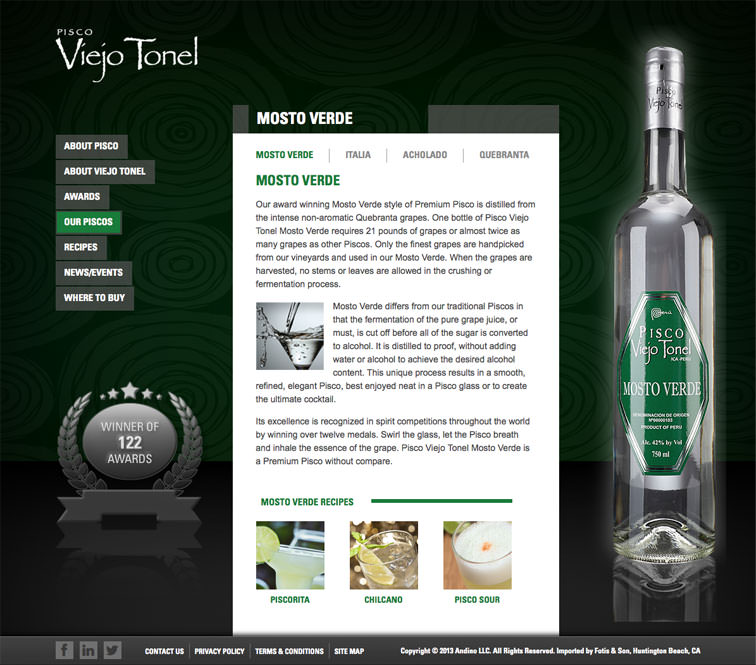 PISCO
Viejo Tonel
ABOUT PISCO
ABOUT VIEJO TONEL
AWARDS
OUR PISCOS
RECIPES
NEWS/EVENTS
WHERE TO BUY
WINNER OF
122
AWARDS
MOSTO VERDE
MOSTO VERDE ITALIA ACHOLADO QUEBRANTA
MOSTO VERDE
Our award winning Mosto Verde style of Premium Pisco is distilled from
the intense non-aromatic Quebranta grapes. One bottle of Pisco Viejo
Tonel Mosto Verde requires 21 pounds of grapes or almost twice as
many grapes as other Piscos. Only the finest grapes are handpicked
from our vineyards and used in our Mosto Verde. When the grapes are
harvested, no stems or leaves are allowed in the crushing or
fermentation process.
Mosto Verde differs from our traditional Piscos in
that the fermentation of the pure grape juice, or
must, is cut off before all of the sugar is converted
to alcohol. It is distilled to proof, without adding
water or alcohol to achieve the desired alcohol
content. This unique process results in a smooth,
refined, elegant Pisco, best enjoyed neat in a Pisco glass or to create
the ultimate cocktail.
Its excellence is recognized in spirit competitions throughout the world
by winning over twelve medals. Swirl the glass, let the Pisco breath
and inhale the essence of the grape. Pisco Viejo Tonel Mosto Verde is
a Premium Pisco without compare.
MOSTO VERDE RECIPES
PISCORITA CHILCANO PISCO SOUR
Pisco
Viejo Tonel
Perú
PISCO
Viejo Tonel
ICA-PERU
MOSTO VERDE
DENOMINACION DE ORIGEN
PRODUCT OF PERU
Alc. 42% by Vol
750 ml
f in
CONTACT US PRIVACY POLICY TERMS & CONDITIONS SITE MAP
Copyright © 2013 Andino LLC. All Rights Reserved. Imported by Fotis & Son, Huntington Beach, CA